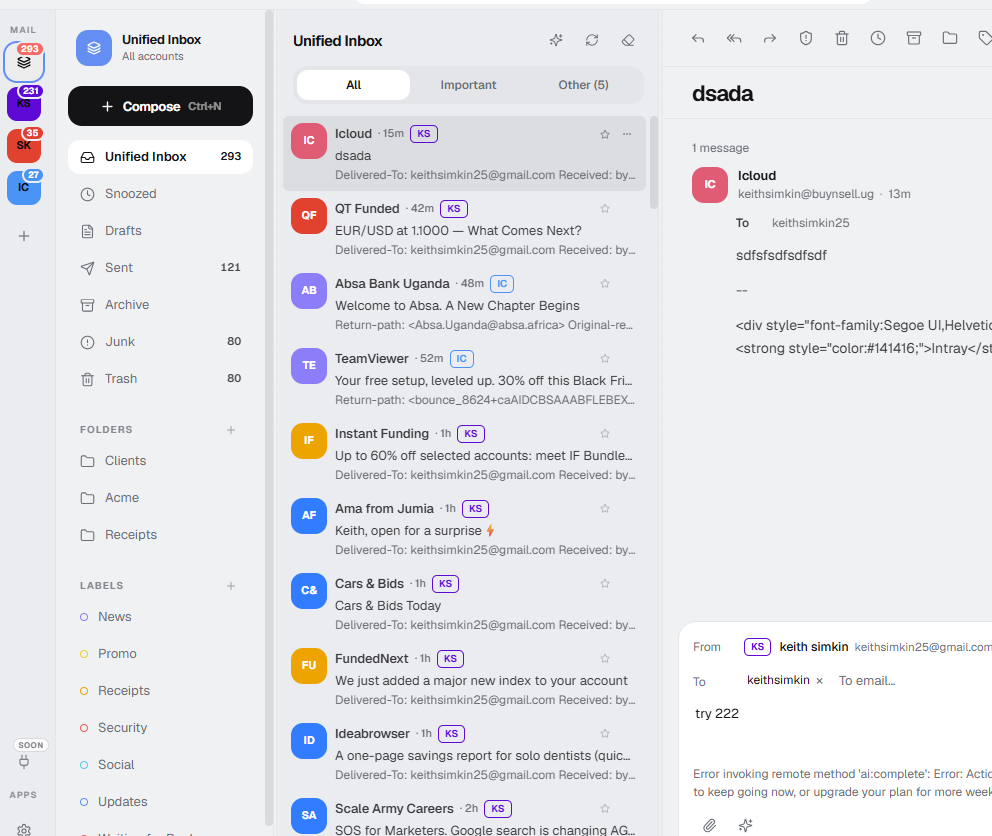 MAIL
293
KS
231
SK
35
IC
27
SOON
APPS
Unified Inbox
All accounts
Compose Ctrl+N
Unified Inbox 293
Snoozed
Drafts
Sent 121
Archive
Junk 80
Trash 80
FOLDERS
Clients
Acme
Receipts
LABELS
News
Promo
Receipts
Security
Social
Updates
Unified Inbox
All Important Other (5)
IC
Icloud · 15m KS
dsada
Delivered-To: keithsimkin25@gmail.com Received: by...
QF
QT Funded · 42m KS
EUR/USD at 1.1000 — What Comes Next?
Delivered-To: keithsimkin25@gmail.com Received: by...
AB
Absa Bank Uganda · 48m IC
Welcome to Absa. A New Chapter Begins
Return-path: <Absa.Uganda@absa.africa> Original-re...
TE
TeamViewer · 52m IC
Your free setup, leveled up. 30% off this Black Fri...
Return-path: <bounce_8624+caAIDCBSAAABFLEBEX...
IF
Instant Funding · 1h KS
Up to 60% off selected accounts: meet IF Bundle...
Delivered-To: keithsimkin25@gmail.com Received: by...
AF
Ama from Jumia · 1h KS
Keith, open for a surprise ⚡
Delivered-To: keithsimkin25@gmail.com Received: by...
C&
Cars & Bids · 1h KS
Cars & Bids Today
Delivered-To: keithsimkin25@gmail.com Received: by...
FU
FundedNext · 1h KS
We just added a major new index to your account
Delivered-To: keithsimkin25@gmail.com Received: by...
ID
Ideabrowser · 1h KS
A one-page savings report for solo dentists (quic...
Delivered-To: keithsimkin25@gmail.com Received: by...
SA
Scale Army Careers · 2h KS
SOS for Marketers. Google search is changing AG...
dsada
1 message
IC
Icloud
keithsimkin@buynsell.ug · 13m
To keithsimkin25
sdfsfsdfsdfsdf
--
<div style="font-family:Segoe UI,Helvetic
<strong style="color:#141416;">Intray</st
From KS keith simkin keithsimkin25@gmail.com
To keithsimkin × To email...
try 222
Error invoking remote method 'ai:complete': Error: Actio
to keep going now, or upgrade your plan for more week